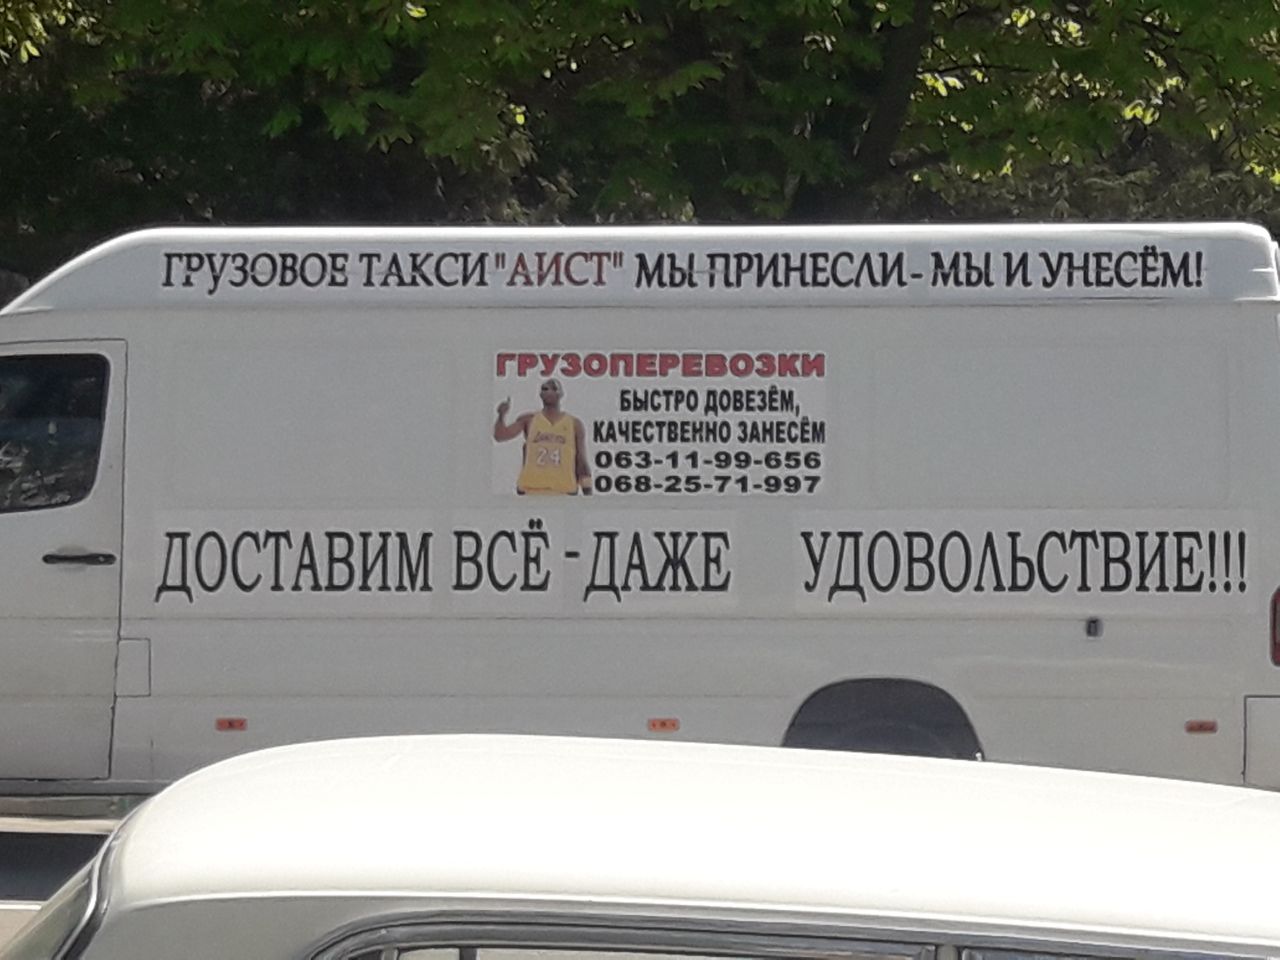 ГРУЗОВОЕ ТАКСИ "АИСТ" МЫ ПРИНЕСЛИ - МЫ И УНЕСЁМ!
ГРУЗОПЕРЕВОЗКИ
БЫСТРО ДОВЕЗЁМ,
КАЧЕСТВЕННО ЗАНЕСЁМ
063-11-99-656
068-25-71-997
LAKERS
24
ДОСТАВИМ ВСЁ - ДАЖЕ УДОВОЛЬСТВИЕ!!!